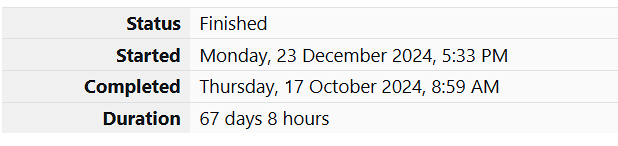 Status Finished
Started Monday, 23 December 2024, 5:33 PM
Completed Thursday, 17 October 2024, 8:59 AM
Duration 67 days 8 hours